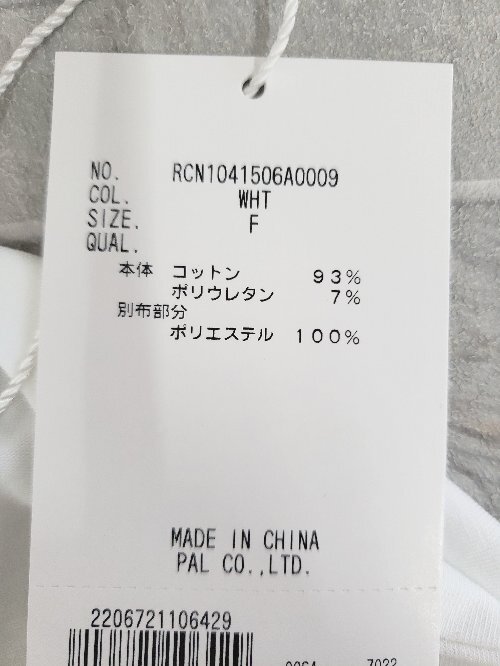 NO. RCN1041506A0009
COL. WHT
SIZE. F
QUAL.
本体 コットン 93%
ポリウレタン 7%
別布部分
ポリエステル 100%
MADE IN CHINA
PAL CO.,LTD.
2206721106429